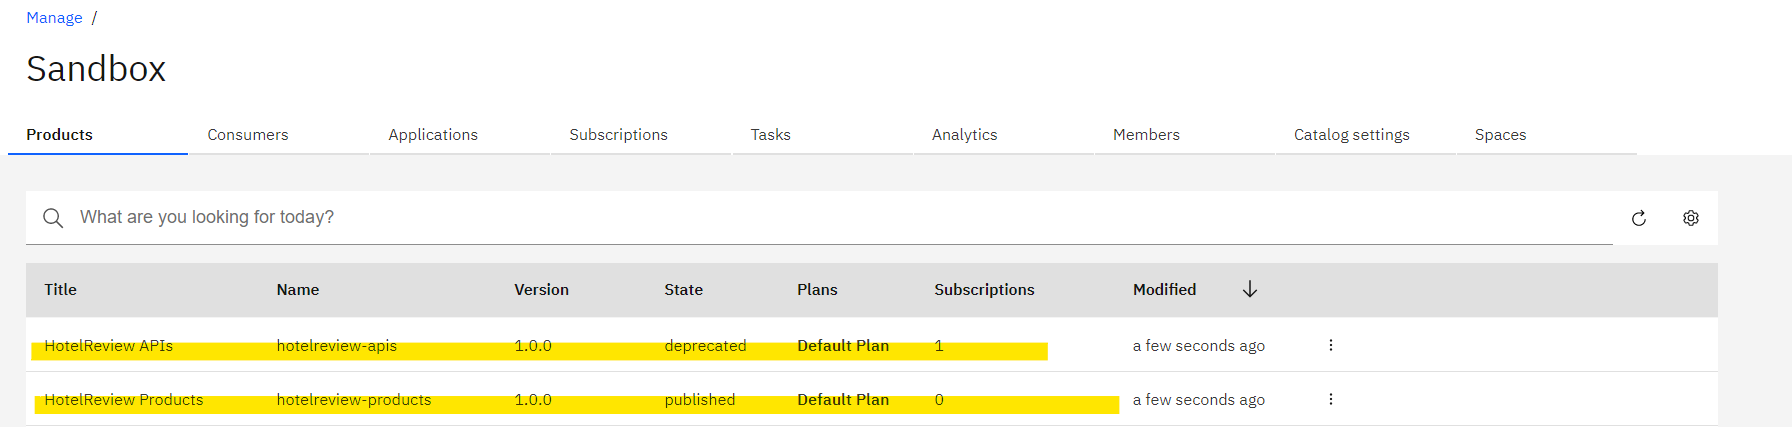 Manage /
Sandbox
Products Consumers Applications Subscriptions Tasks Analytics Members Catalog settings Spaces
What are you looking for today?
Title Name Version State Plans Subscriptions Modified
HotelReview APIs hotelreview-apis 1.0.0 deprecated Default Plan 1 a few seconds ago
HotelReview Products hotelreview-products 1.0.0 published Default Plan 0 a few seconds ago